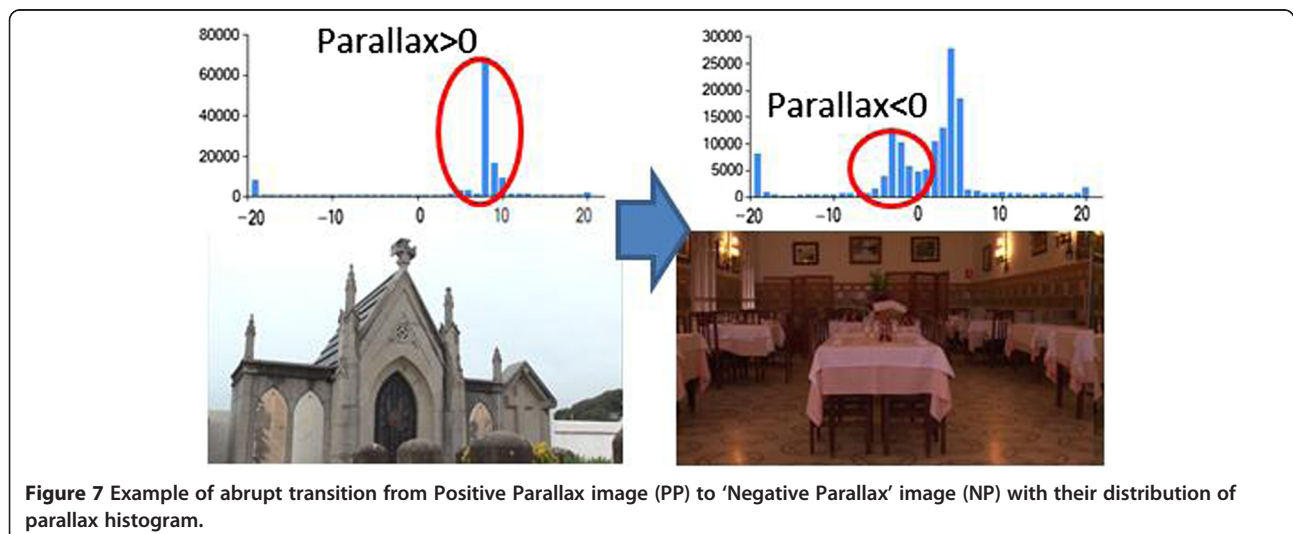 80000
Parallax>0
60000
40000
20000
0
−20 −10 0 10 20
30000
25000
20000
Parallax<0
15000
10000
5000
0
−20 −10 0 10 20
Figure 7 Example of abrupt transition from Positive Parallax image (PP) to ‘Negative Parallax’ image (NP) with their distribution of
parallax histogram.